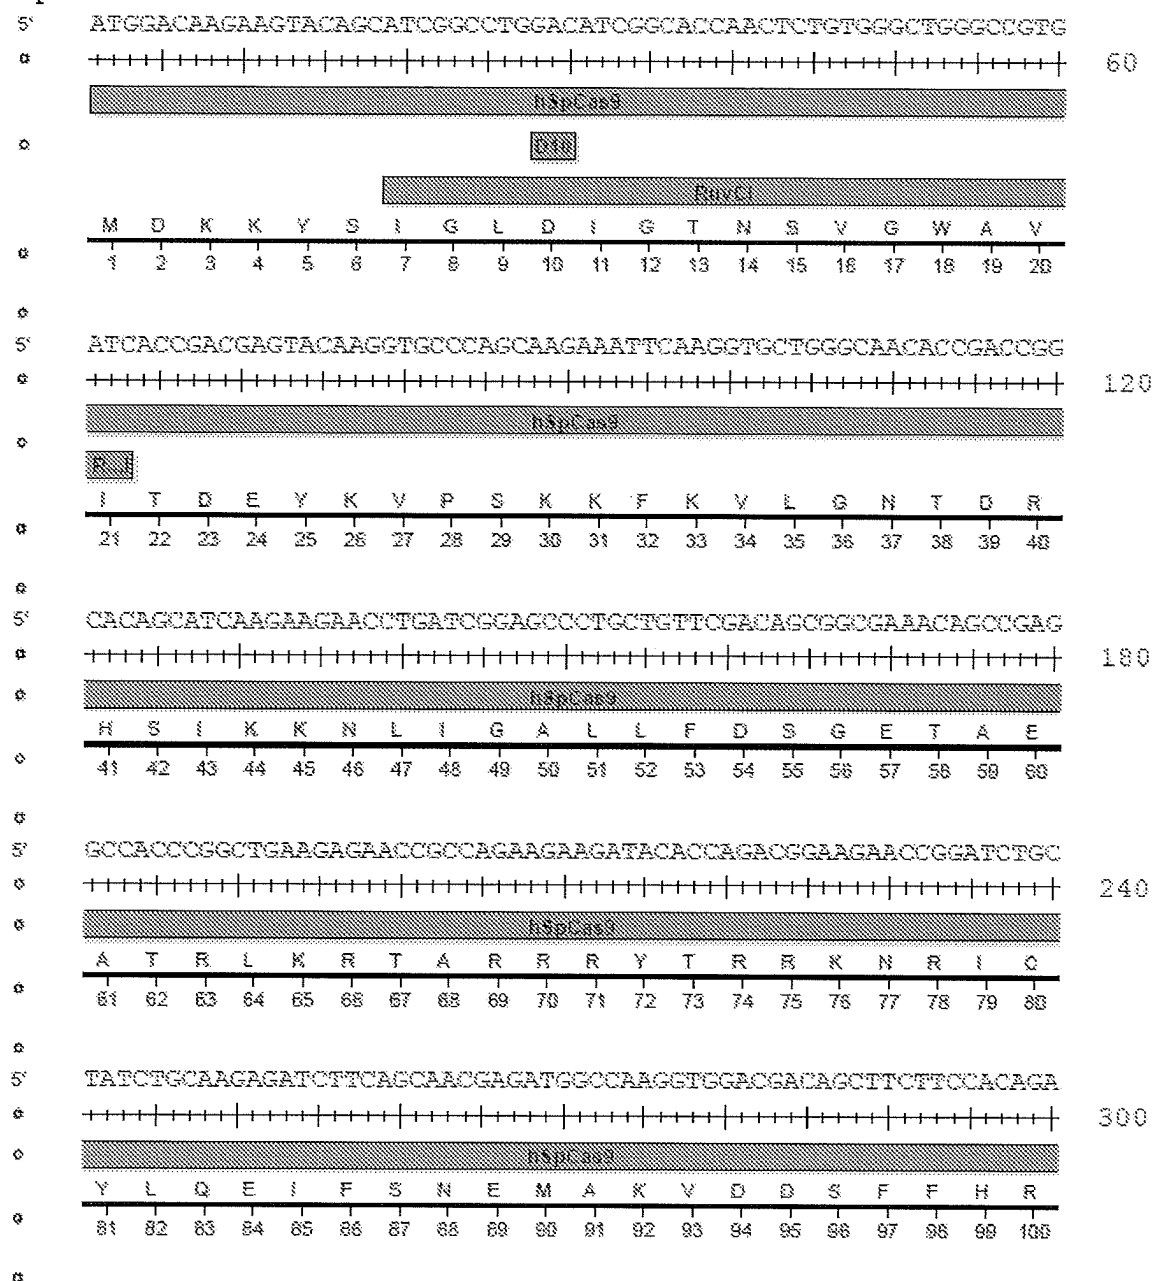 5' ATGGACAAGAAGTACAGCATCGGCCTGGACATCGGCACCAACTCTGTGGGCTGGGCCGTG
60
hSpCas9
D10
RuvCI
M D K K Y S I G L D I G T N S V G W A V
1 2 3 4 5 6 7 8 9 10 11 12 13 14 15 16 17 18 19 20
5' ATCACCGACGAGTACAAGGTGCCCAGCAAGAAATTCAAGGTGCTGGGCAACACCGACCGG
120
hSpCas9
R...I
I T D E Y K V P S K K F K V L G N T D R
21 22 23 24 25 26 27 28 29 30 31 32 33 34 35 36 37 38 39 40
5' CACAGCATCAAGAAGAACCTGATCGGAGCCCTGCTGTTCGACAGCGGCGAAACAGCCGAG
180
hSpCas9
H S I K K N L I G A L L F D S G E T A E
41 42 43 44 45 46 47 48 49 50 51 52 53 54 55 56 57 58 59 60
5' GCCACCCGGCTGAAGAGAACCGCCAGAAGAAGATACACCAGACGGAAGAACCGGATCTGC
240
hSpCas9
A T R L K R T A R R R Y T R R K N R I C
61 62 63 64 65 66 67 68 69 70 71 72 73 74 75 76 77 78 79 80
5' TATCTGCAAGAGATCTTCAGCAACGAGATGGCCAAGGTGGACGACAGCTTCTTCCACAGA
300
hSpCas9
Y L Q E I F S N E M A K V D D S F F H R
81 82 83 84 85 86 87 88 89 90 91 92 93 94 95 96 97 98 99 100